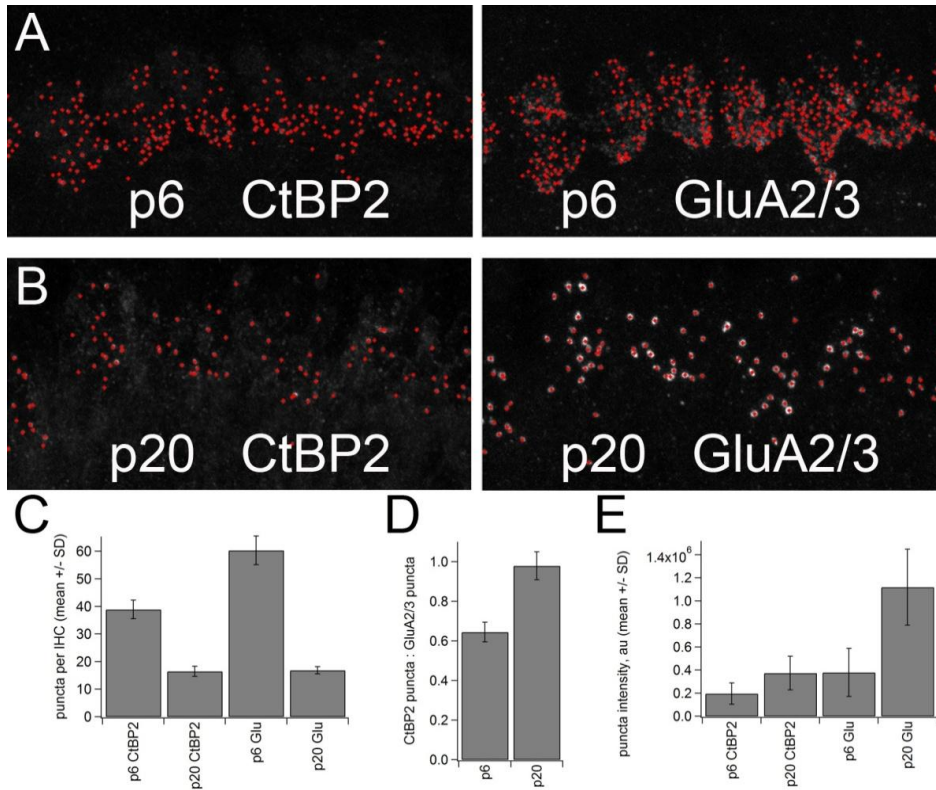 A
p6 CtBP2
p6 GluA2/3
B
p20 CtBP2
p20 GluA2/3
C
puncta per IHC (mean +/- SD)
60
50
40
30
20
10
0
p6 CtBP2
p20 CtBP2
p6 Glu
p20 Glu
D
CtBP2 puncta : GluA2/3 puncta
1.0
0.8
0.6
0.4
0.2
0.0
p6
p20
E
puncta intensity, au (mean +/- SD)
1.4x10⁶
1.2
1.0
0.8
0.6
0.4
0.2
0.0
p6 CtBP2
p20 CtBP2
p6 Glu
p20 Glu